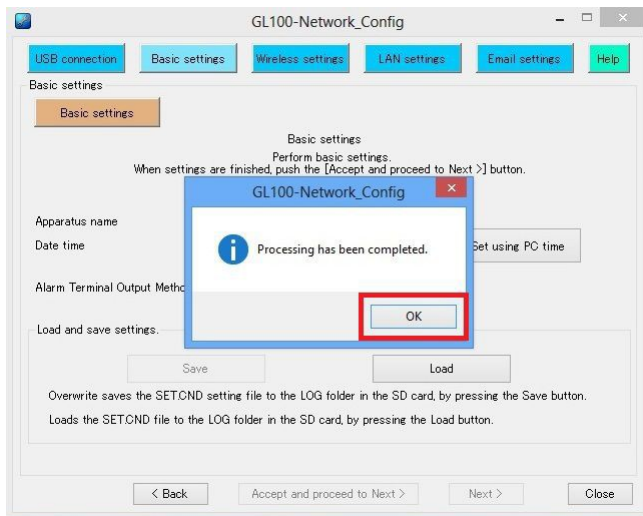 GL100-Network_Config
USB connection
Basic settings
Wireless settings
LAN settings
Email settings
Help
Basic settings
Basic settings
Basic settings
Perform basic settings.
When settings are finished, push the [Accept and proceed to Next >] button.
GL100-Network_Config
Apparatus name
Processing has been completed.
Date time
Set using PC time
Alarm Terminal Output Metho
OK
Load and save settings.
Save
Load
Overwrite saves the SET.CND setting file to the LOG folder in the SD card, by pressing the Save button.
Loads the SET.CND file to the LOG folder in the SD card, by pressing the Load button.
< Back
Accept and proceed to Next >
Next >
Close